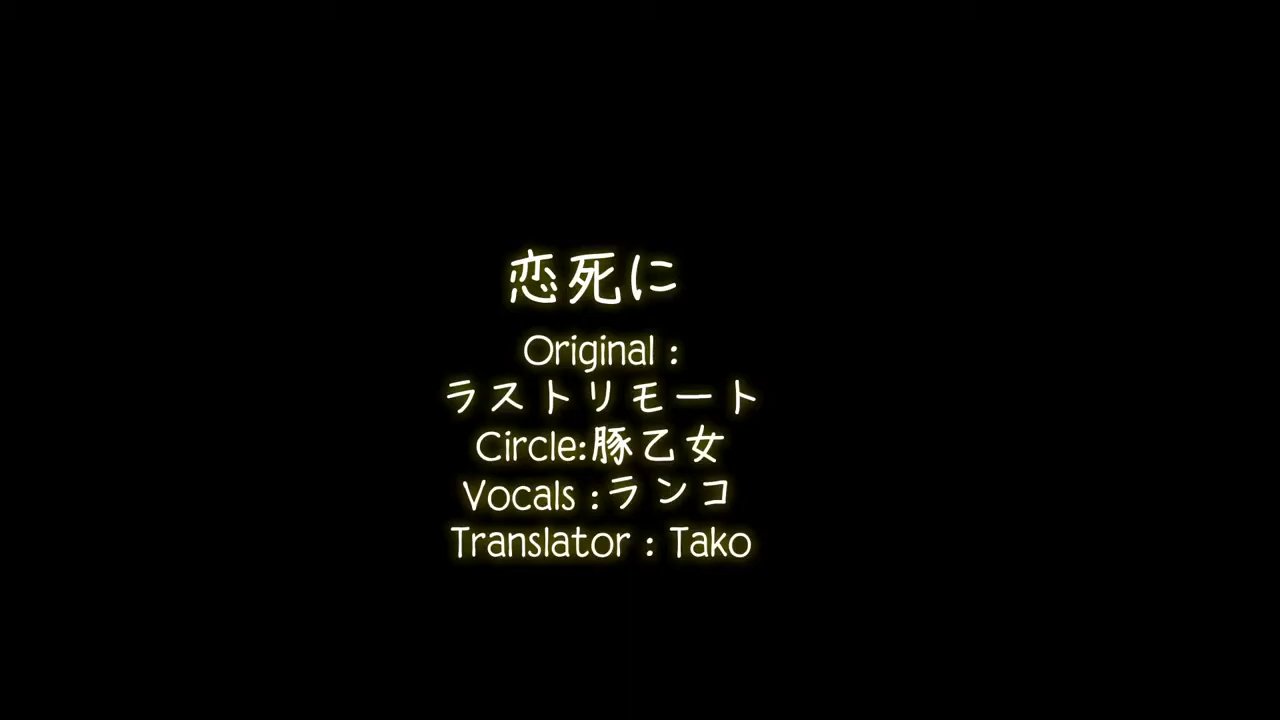 恋死に
Original :
ラストリモート
Circle:豚乙女
Vocals :ランコ
Translator : Tako